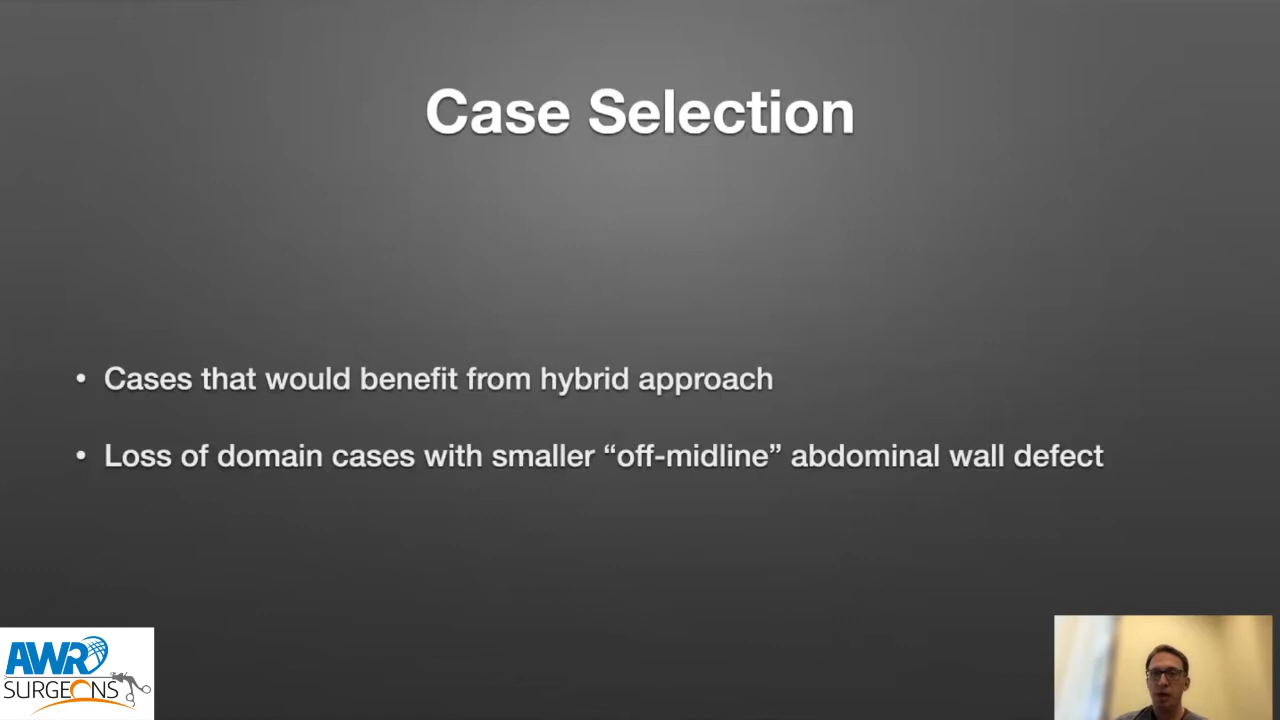 Case Selection
• Cases that would benefit from hybrid approach
• Loss of domain cases with smaller “off-midline” abdominal wall defect
AWR
SURGEONS